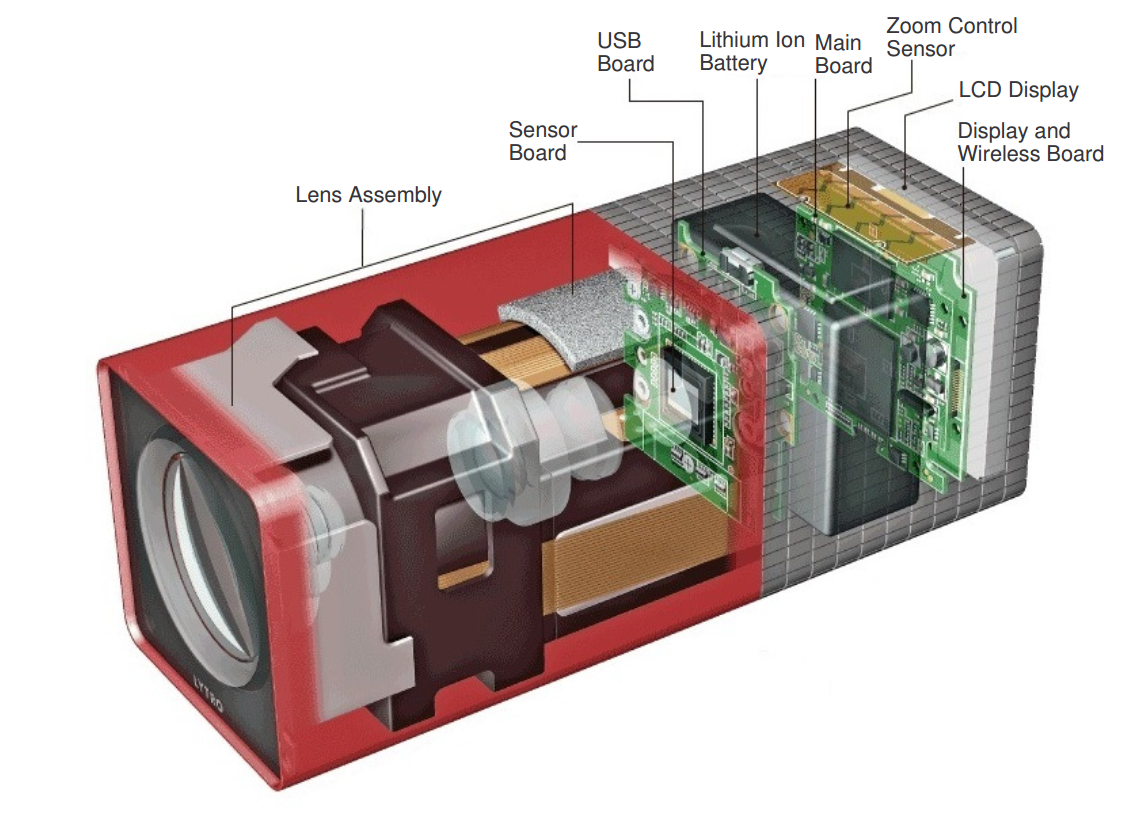 Zoom Control
Sensor
USB
Board
Lithium Ion
Battery
Main
Board
LCD Display
Sensor
Board
Display and
Wireless Board
Lens Assembly
LYTRO